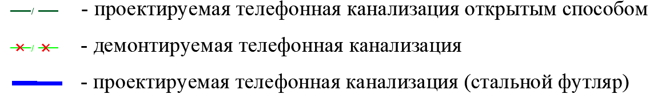 - проектируемая телефонная канализация открытым способом
- демонтируемая телефонная канализация
- проектируемая телефонная канализация (стальной футляр)